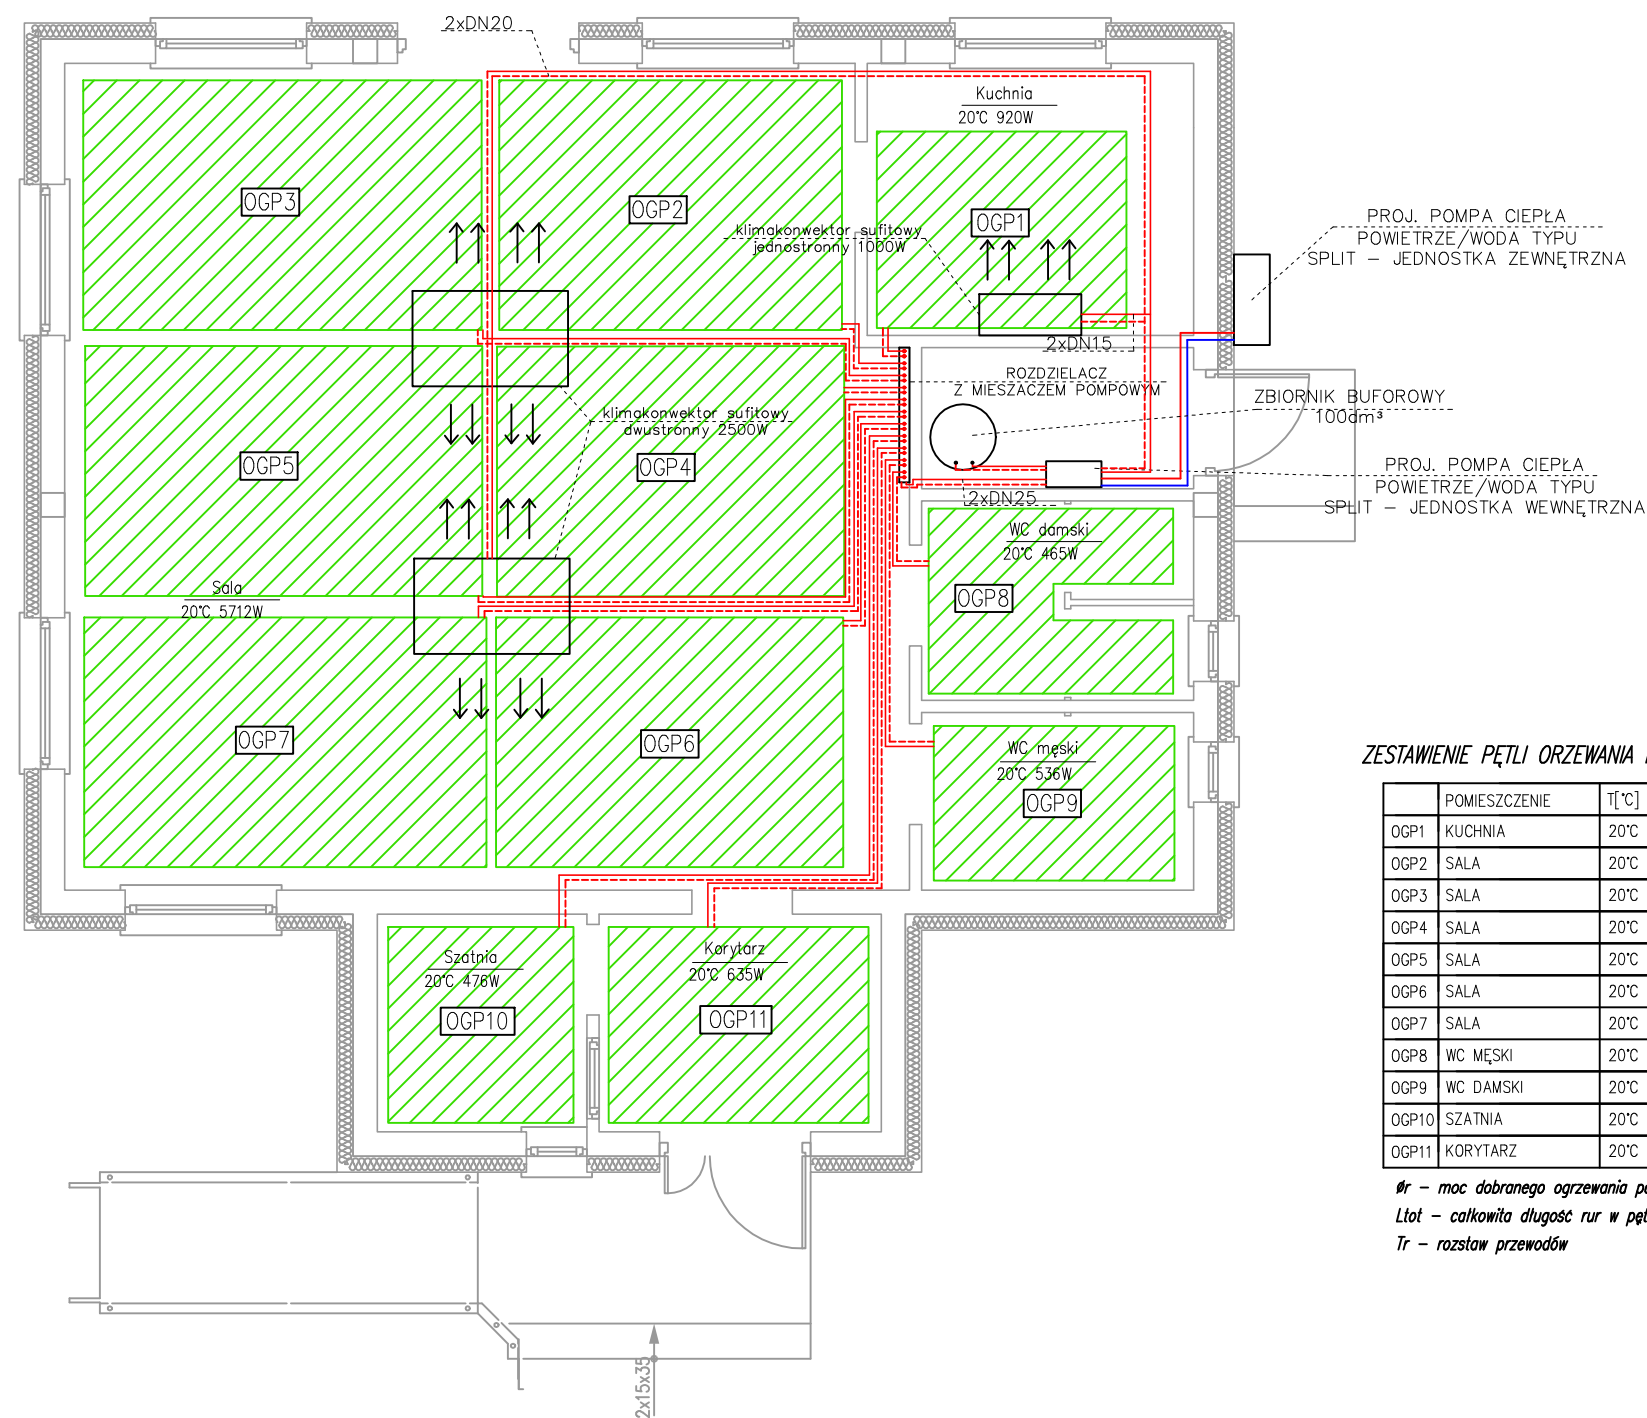 2xDN20
Kuchnia
20°C 920W
OGP3
OGP2
OGP1
klimakonwektor sufitowy
jednostronny 1000W
PROJ. POMPA CIEPŁA
POWIETRZE/WODA TYPU
SPLIT – JEDNOSTKA ZEWNĘTRZNA
2xDN15
ROZDZIELACZ
Z MIESZACZEM POMPOWYM
ZBIORNIK BUFOROWY
100dm³
klimakonwektor sufitowy
dwustronny 2500W
OGP5
OGP4
PROJ. POMPA CIEPŁA
POWIETRZE/WODA TYPU
SPLIT – JEDNOSTKA WEWNĘTRZNA
2xDN25
WC damski
20°C 465W
Sala
20°C 5712W
OGP8
OGP7
OGP6
WC męski
20°C 536W
OGP9
Szatnia
20°C 476W
OGP10
Korytarz
20°C 635W
OGP11
2x15x35
ZESTAWIENIE PĘTLI ORZEWANIA
POMIESZCZENIE T[°C]
OGP1 KUCHNIA 20°C
OGP2 SALA 20°C
OGP3 SALA 20°C
OGP4 SALA 20°C
OGP5 SALA 20°C
OGP6 SALA 20°C
OGP7 SALA 20°C
OGP8 WC MĘSKI 20°C
OGP9 WC DAMSKI 20°C
OGP10 SZATNIA 20°C
OGP11 KORYTARZ 20°C
Ør – moc dobranego ogrzewania
Ltot – całkowita długość rur w
Tr – rozstaw przewodów